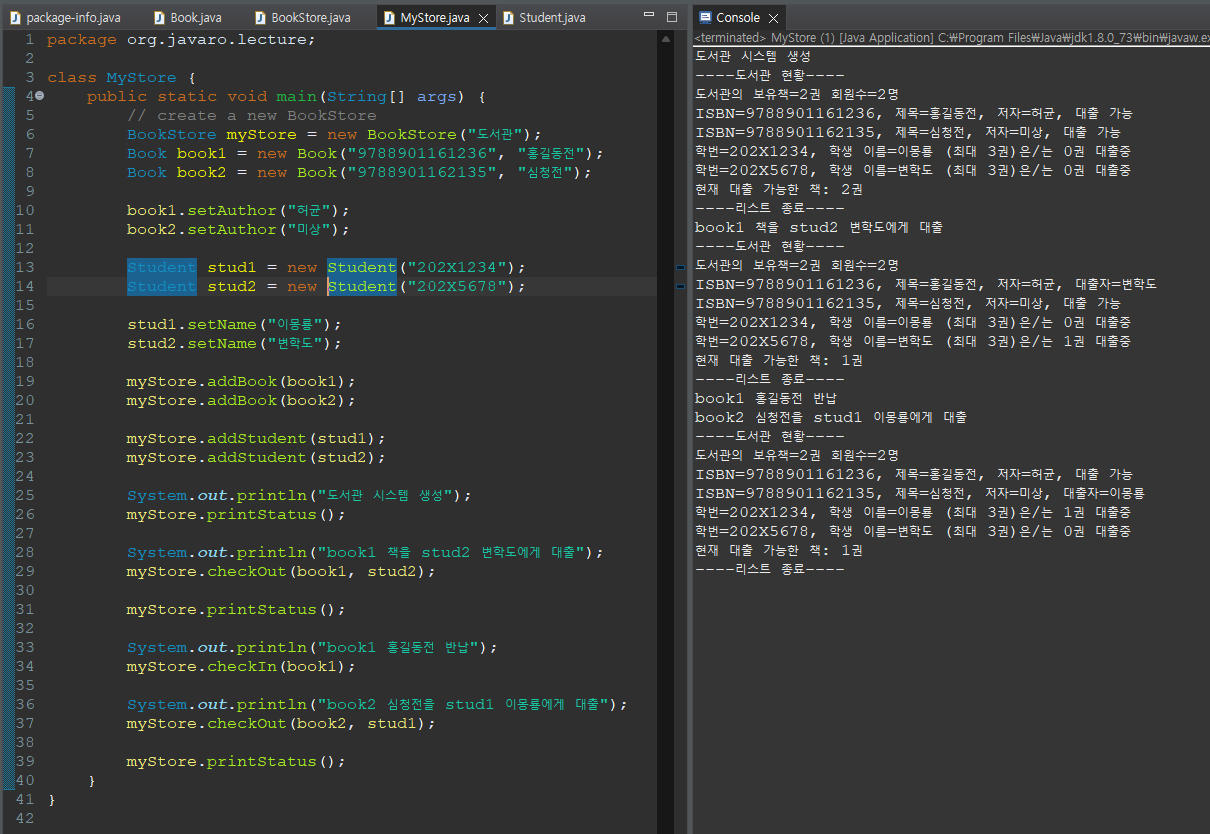 package-info.java Book.java BookStore.java MyStore.java Student.java
1 package org.javaro.lecture;
2
3 class MyStore {
4 public static void main(String[] args) {
5 // create a new BookStore
6 BookStore myStore = new BookStore("도서관");
7 Book book1 = new Book("9788901161236", "홍길동전");
8 Book book2 = new Book("9788901162135", "심청전");
9
10 book1.setAuthor("허균");
11 book2.setAuthor("미상");
12
13 Student stud1 = new Student("202X1234");
14 Student stud2 = new Student("202X5678");
15
16 stud1.setName("이몽룡");
17 stud2.setName("변학도");
18
19 myStore.addBook(book1);
20 myStore.addBook(book2);
21
22 myStore.addStudent(stud1);
23 myStore.addStudent(stud2);
24
25 System.out.println("도서관 시스템 생성");
26 myStore.printStatus();
27
28 System.out.println("book1 책을 stud2 변학도에게 대출");
29 myStore.checkOut(book1, stud2);
30
31 myStore.printStatus();
32
33 System.out.println("book1 홍길동전 반납");
34 myStore.checkIn(book1);
35
36 System.out.println("book2 심청전을 stud1 이몽룡에게 대출");
37 myStore.checkOut(book2, stud1);
38
39 myStore.printStatus();
40 }
41 }
42
Console
<terminated> MyStore (1) [Java Application] C:₩Program Files₩Java₩jdk1.8.0_73₩bin₩javaw.ex
도서관 시스템 생성
----도서관 현황----
도서관의 보유책=2권 회원수=2명
ISBN=9788901161236, 제목=홍길동전, 저자=허균, 대출 가능
ISBN=9788901162135, 제목=심청전, 저자=미상, 대출 가능
학번=202X1234, 학생 이름=이몽룡 (최대 3권)은/는 0권 대출중
학번=202X5678, 학생 이름=변학도 (최대 3권)은/는 0권 대출중
현재 대출 가능한 책: 2권
----리스트 종료----
book1 책을 stud2 변학도에게 대출
----도서관 현황----
도서관의 보유책=2권 회원수=2명
ISBN=9788901161236, 제목=홍길동전, 저자=허균, 대출자=변학도
ISBN=9788901162135, 제목=심청전, 저자=미상, 대출 가능
학번=202X1234, 학생 이름=이몽룡 (최대 3권)은/는 0권 대출중
학번=202X5678, 학생 이름=변학도 (최대 3권)은/는 1권 대출중
현재 대출 가능한 책: 1권
----리스트 종료----
book1 홍길동전 반납
book2 심청전을 stud1 이몽룡에게 대출
----도서관 현황----
도서관의 보유책=2권 회원수=2명
ISBN=9788901161236, 제목=홍길동전, 저자=허균, 대출 가능
ISBN=9788901162135, 제목=심청전, 저자=미상, 대출자=이몽룡
학번=202X1234, 학생 이름=이몽룡 (최대 3권)은/는 1권 대출중
학번=202X5678, 학생 이름=변학도 (최대 3권)은/는 0권 대출중
현재 대출 가능한 책: 1권
----리스트 종료----